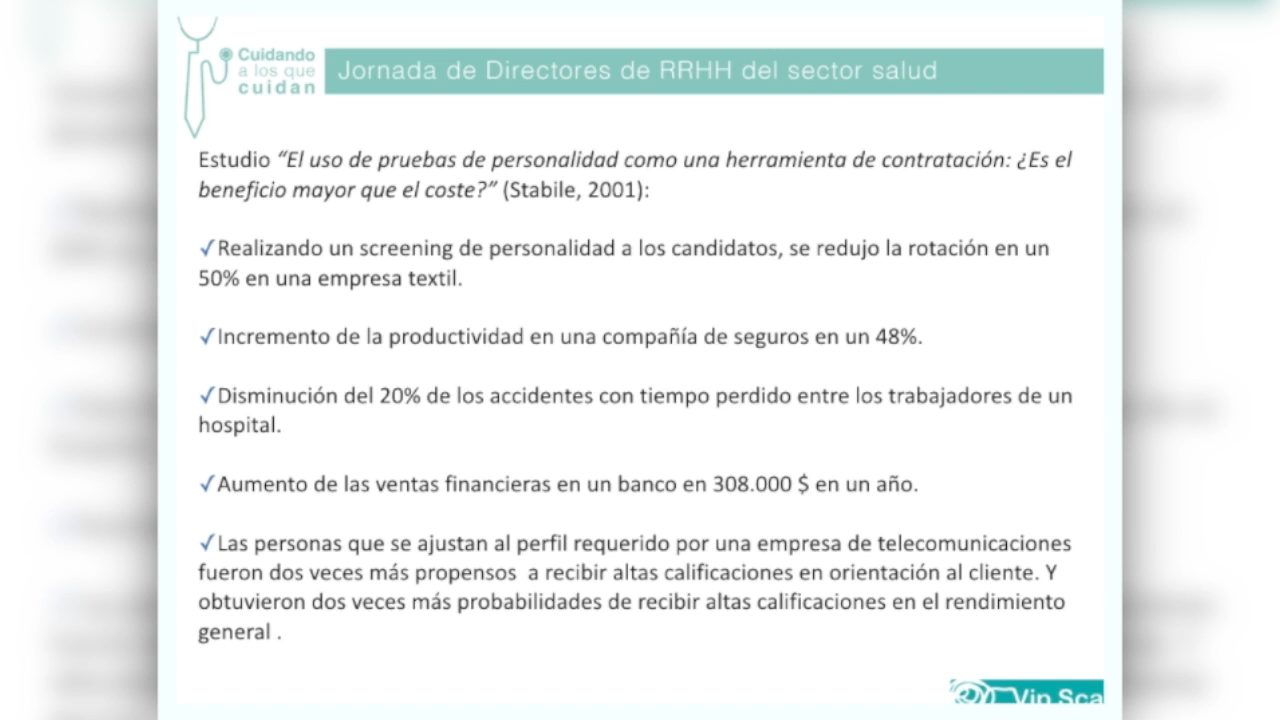 Cuidando
a los que
cuidan
Jornada de Directores de RRHH del sector salud
Estudio “El uso de pruebas de personalidad como una herramienta de contratación: ¿Es el
beneficio mayor que el coste?” (Stabile, 2001):
✓Realizando un screening de personalidad a los candidatos, se redujo la rotación en un
50% en una empresa textil.
✓Incremento de la productividad en una compañía de seguros en un 48%.
✓Disminución del 20% de los accidentes con tiempo perdido entre los trabajadores de un
hospital.
✓Aumento de las ventas financieras en un banco en 308.000 $ en un año.
✓Las personas que se ajustan al perfil requerido por una empresa de telecomunicaciones
fueron dos veces más propensos  a recibir altas calificaciones en orientación al cliente. Y
obtuvieron dos veces más probabilidades de recibir altas calificaciones en el rendimiento
general .
Vip Sca